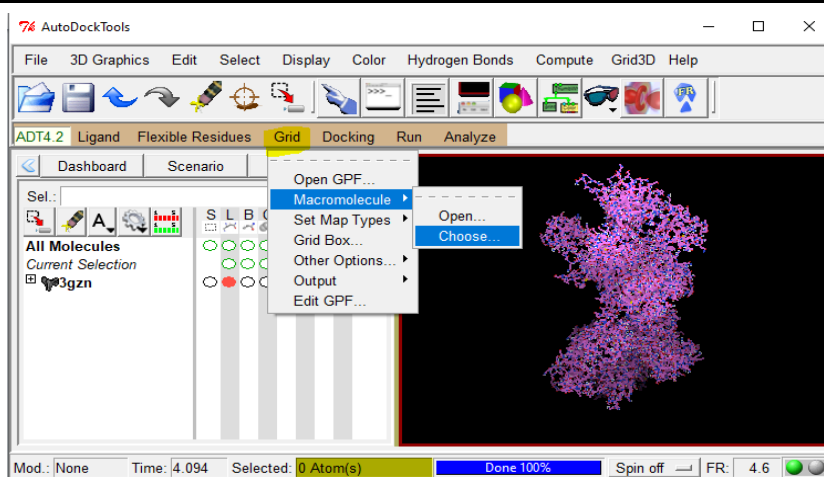 AutoDockTools
File 3D Graphics Edit Select Display Color Hydrogen Bonds Compute Grid3D Help
>>>_
FR
ADT4.2 Ligand Flexible Residues Grid Docking Run Analyze
Dashboard Scenario
Open GPF...
Sel.:
Macromolecule
Open...
A
S L B
Set Map Types
Choose...
All Molecules
Grid Box...
Current Selection
Other Options...
3gzn
Output
Edit GPF...
Mod.: None Time: 4.094 Selected: 0 Atom(s) Done 100% Spin off FR: 4.6